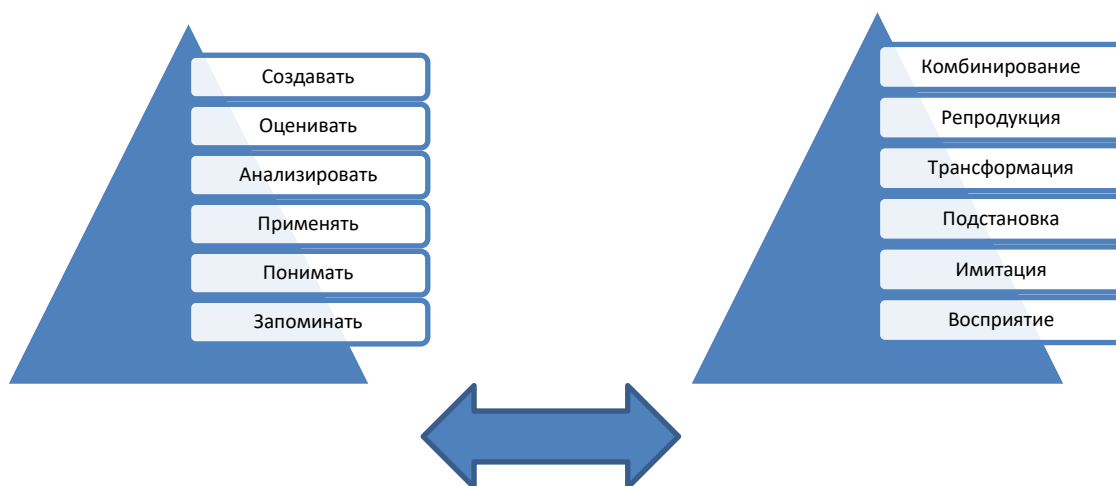 Создавать
Оценивать
Анализировать
Применять
Понимать
Запоминать
Комбинирование
Репродукция
Трансформация
Подстановка
Имитация
Восприятие